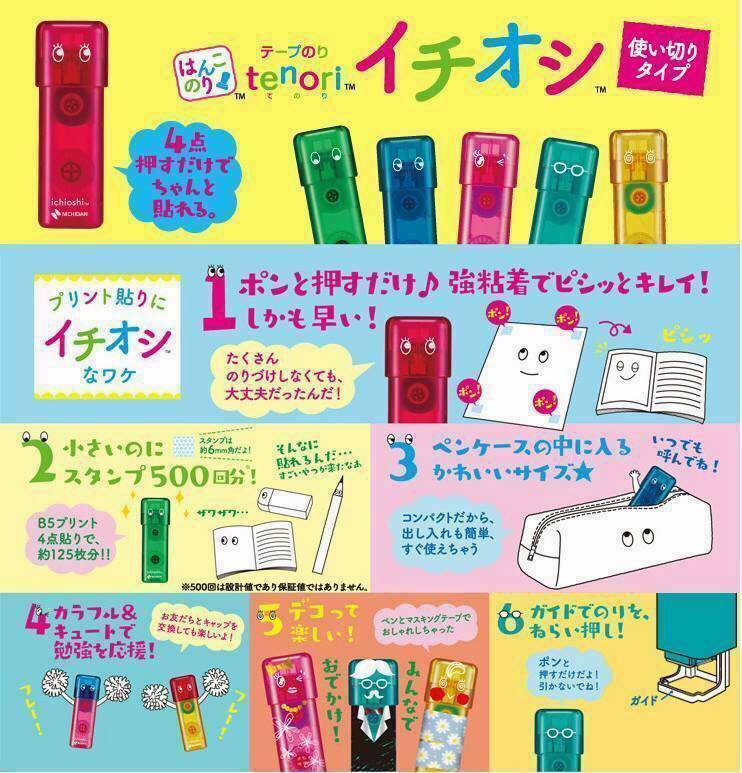 はんこ
のり
TM
テープのり
tenori TM
てのり
イチオシ TM
使い切り
タイプ
4点
押すだけで
ちゃんと
貼れる。
ichioshi TM
NICHIBAN
プリント貼りに
イチオシ TM
なワケ
1 ポンと押すだけ♪ 強粘着でピシッとキレイ!
しかも早い!
たくさん
のりづけしなくても、
大丈夫だったんだ!
ポン!
ポン!
ポン!
ポン!
ピシッ
2 小さいのに
スタンプ500回分※!
スタンプは
約6mm角だよ!
B5プリント
4点貼りで、
約125枚分!!
ichioshi
ザワザワ…
そんなに
貼れるんだ…
すごいやつが来たなあ
※500回は設計値であり保証値ではありません。
3 ペンケースの中に入る
かわいいサイズ★
コンパクトだから、
出し入れも簡単、
すぐ使えちゃう
いつでも
呼んでね!
4 カラフル&
キュートで
勉強を応援!
お友だちとキャップを
交換しても楽しいよ!
フレー!
フレー!
5 デコって
楽しい!
ペンとマスキングテープで
おしゃれしちゃった
みんなで
おでかけ!
6 ガイドでのりを、
ねらい押し!
ポンと
押すだけだよ!
引かないでね!
ガイド